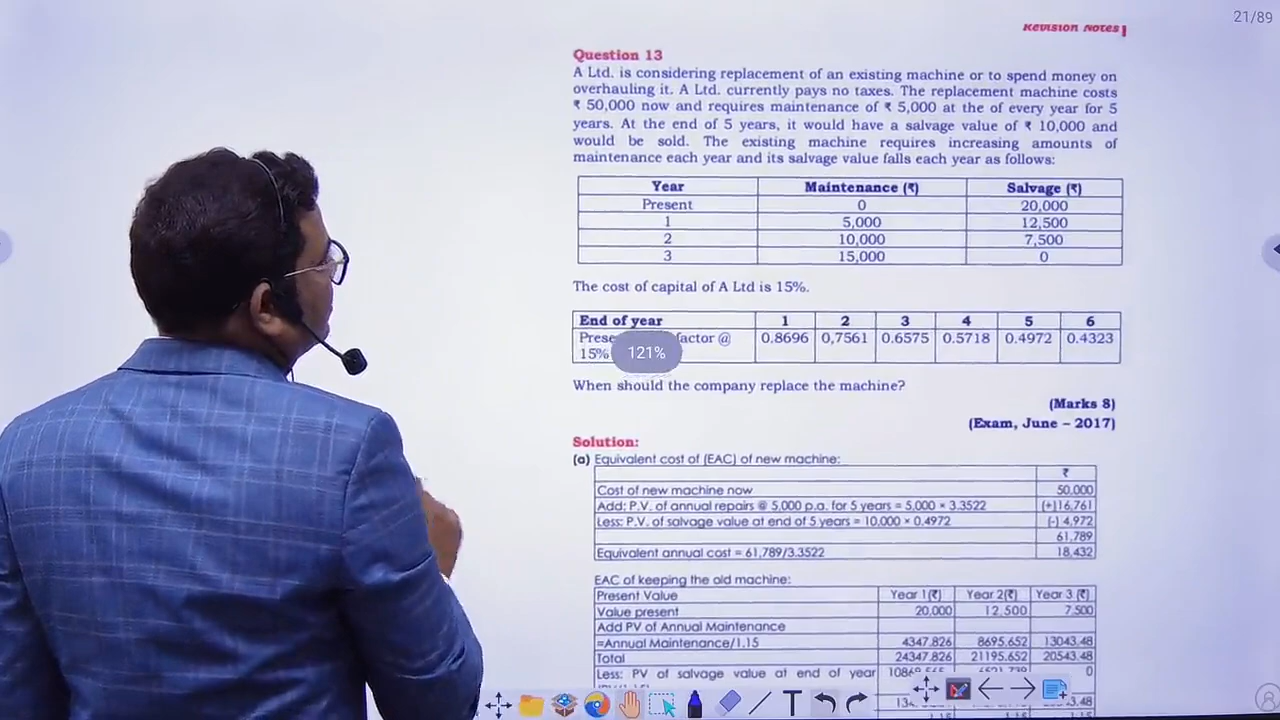 21/89
Revision Notes
Question 13
A Ltd. is considering replacement of an existing machine or to spend money on
overhauling it. A Ltd. currently pays no taxes. The replacement machine costs
₹ 50,000 now and requires maintenance of ₹ 5,000 at the of every year for 5
years. At the end of 5 years, it would have a salvage value of ₹ 10,000 and
would be sold. The existing machine requires increasing amounts of
maintenance each year and its salvage value falls each year as follows:
Year Maintenance (₹) Salvage (₹)
Present 0 20,000
1 5,000 12,500
2 10,000 7,500
3 15,000 0
The cost of capital of A Ltd is 15%.
End of year 1 2 3 4 5 6
factor @ 0.8696 0,7561 0.6575 0.5718 0.4972 0.4323
15%
121%
When should the company replace the machine?
(Marks 8)
(Exam, June – 2017)
Solution:
(a) Equivalent cost of (EAC) of new machine:
₹
Cost of new machine now 50,000
Add: P.V. of annual repairs @ 5,000 p.a. for 5 years = 5,000 × 3.3522 (+)16,761
Less: P.V. of salvage value at end of 5 years = 10,000 × 0.4972 (-) 4,972
61,789
Equivalent annual cost = 61,789/3.3522 18,432
EAC of keeping the old machine:
Present Value Year 1(₹) Year 2(₹) Year 3 (₹)
Value present 20,000 12,500 7,500
Add PV of Annual Maintenance
=Annual Maintenance/1.15 4347.826 8695.652 13043.48
Total 24347.826 21195.652 20543.48
Less: PV of salvage value at end of year 0